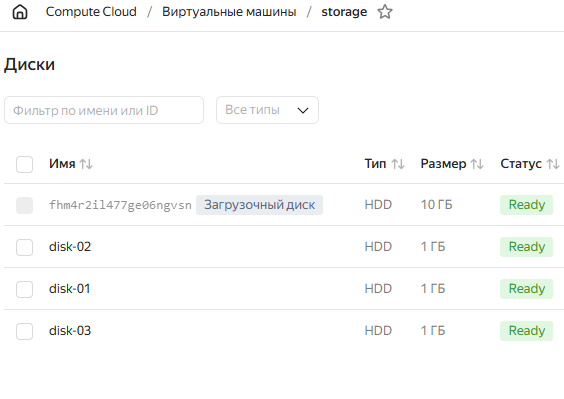 Compute Cloud / Виртуальные машины / storage
Диски
Фильтр по имени или ID Все типы
Имя Тип Размер Статус
fhm4r2il477ge06ngvsn Загрузочный диск HDD 10 ГБ Ready
disk-02 HDD 1 ГБ Ready
disk-01 HDD 1 ГБ Ready
disk-03 HDD 1 ГБ Ready